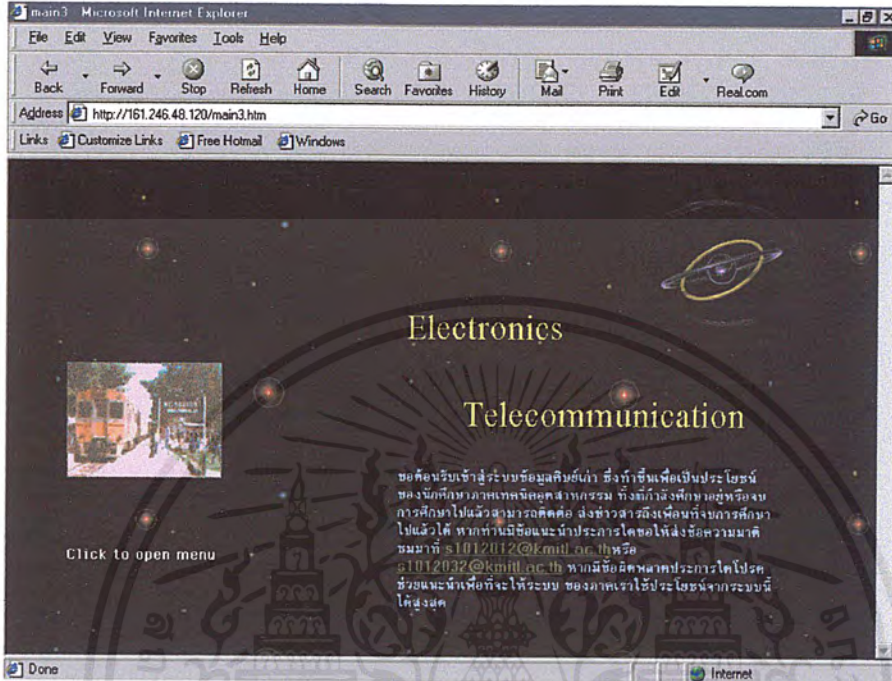 main3 Microsoft Internet Explorer
File Edit View Favorites Tools Help
Back Forward Stop Refresh Home Search Favorites History Mail Print Edit Real.com
Address http://161.246.48.120/main3.htm Go
Links Customize Links Free Hotmail Windows
Electronics
Telecommunication
ขอต้อนรับเข้าสู่ระบบข้อมูลศิษย์เก่า ซึ่งทำขึ้นเพื่อเป็นประโยชน์
ของนักศึกษาภาคเทคนิคอุตสาหกรรม ทั้งที่กำลังศึกษาอยู่หรือจบ
การศึกษาไปแล้วสามารถติดต่อ ส่งข่าวสารถึงเพื่อนที่จบการศึกษา
ไปแล้วได้ หากท่านมีข้อแนะนำประการใดขอให้ส่งข้อความมาติ
ชมมาที่ s1012012@kmitl.ac.th หรือ
s1012032@kmitl.ac.th หากมีข้อผิดพลาดประการใดโปรด
ช่วยแนะนำเพื่อที่จะให้ระบบ ของภาคเราใช้ประโยชน์จากระบบนี้
ได้สูงสุด
Click to open menu
Done Internet